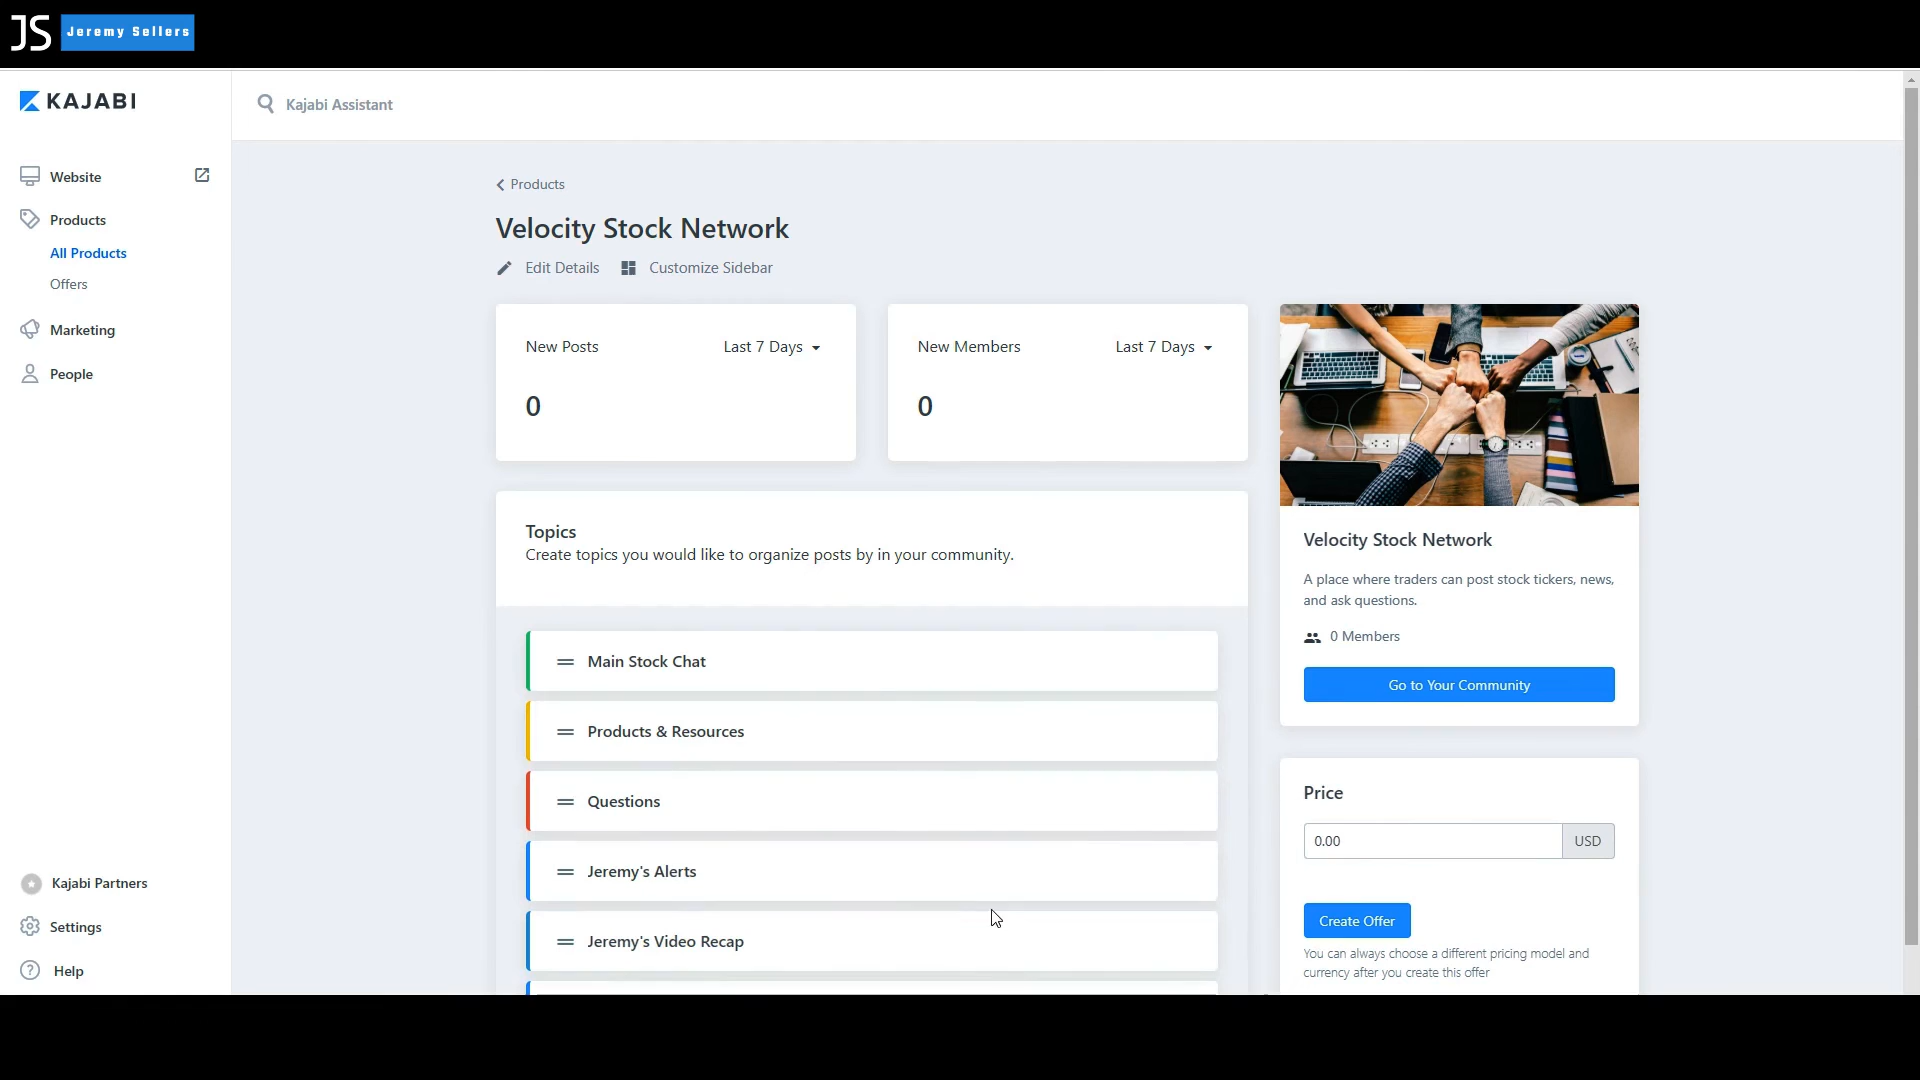 JS Jeremy Sellers
KAJABI
Kajabi Assistant
Website
Products
All Products
Offers
Marketing
People
Kajabi Partners
Settings
Help
Products
Velocity Stock Network
Edit Details
Customize Sidebar
New Posts
Last 7 Days
0
New Members
Last 7 Days
0
Topics
Create topics you would like to organize posts by in your community.
Main Stock Chat
Products & Resources
Questions
Jeremy's Alerts
Jeremy's Video Recap
Velocity Stock Network
A place where traders can post stock tickers, news,
and ask questions.
0 Members
Go to Your Community
Price
0.00
USD
Create Offer
You can always choose a different pricing model and
currency after you create this offer